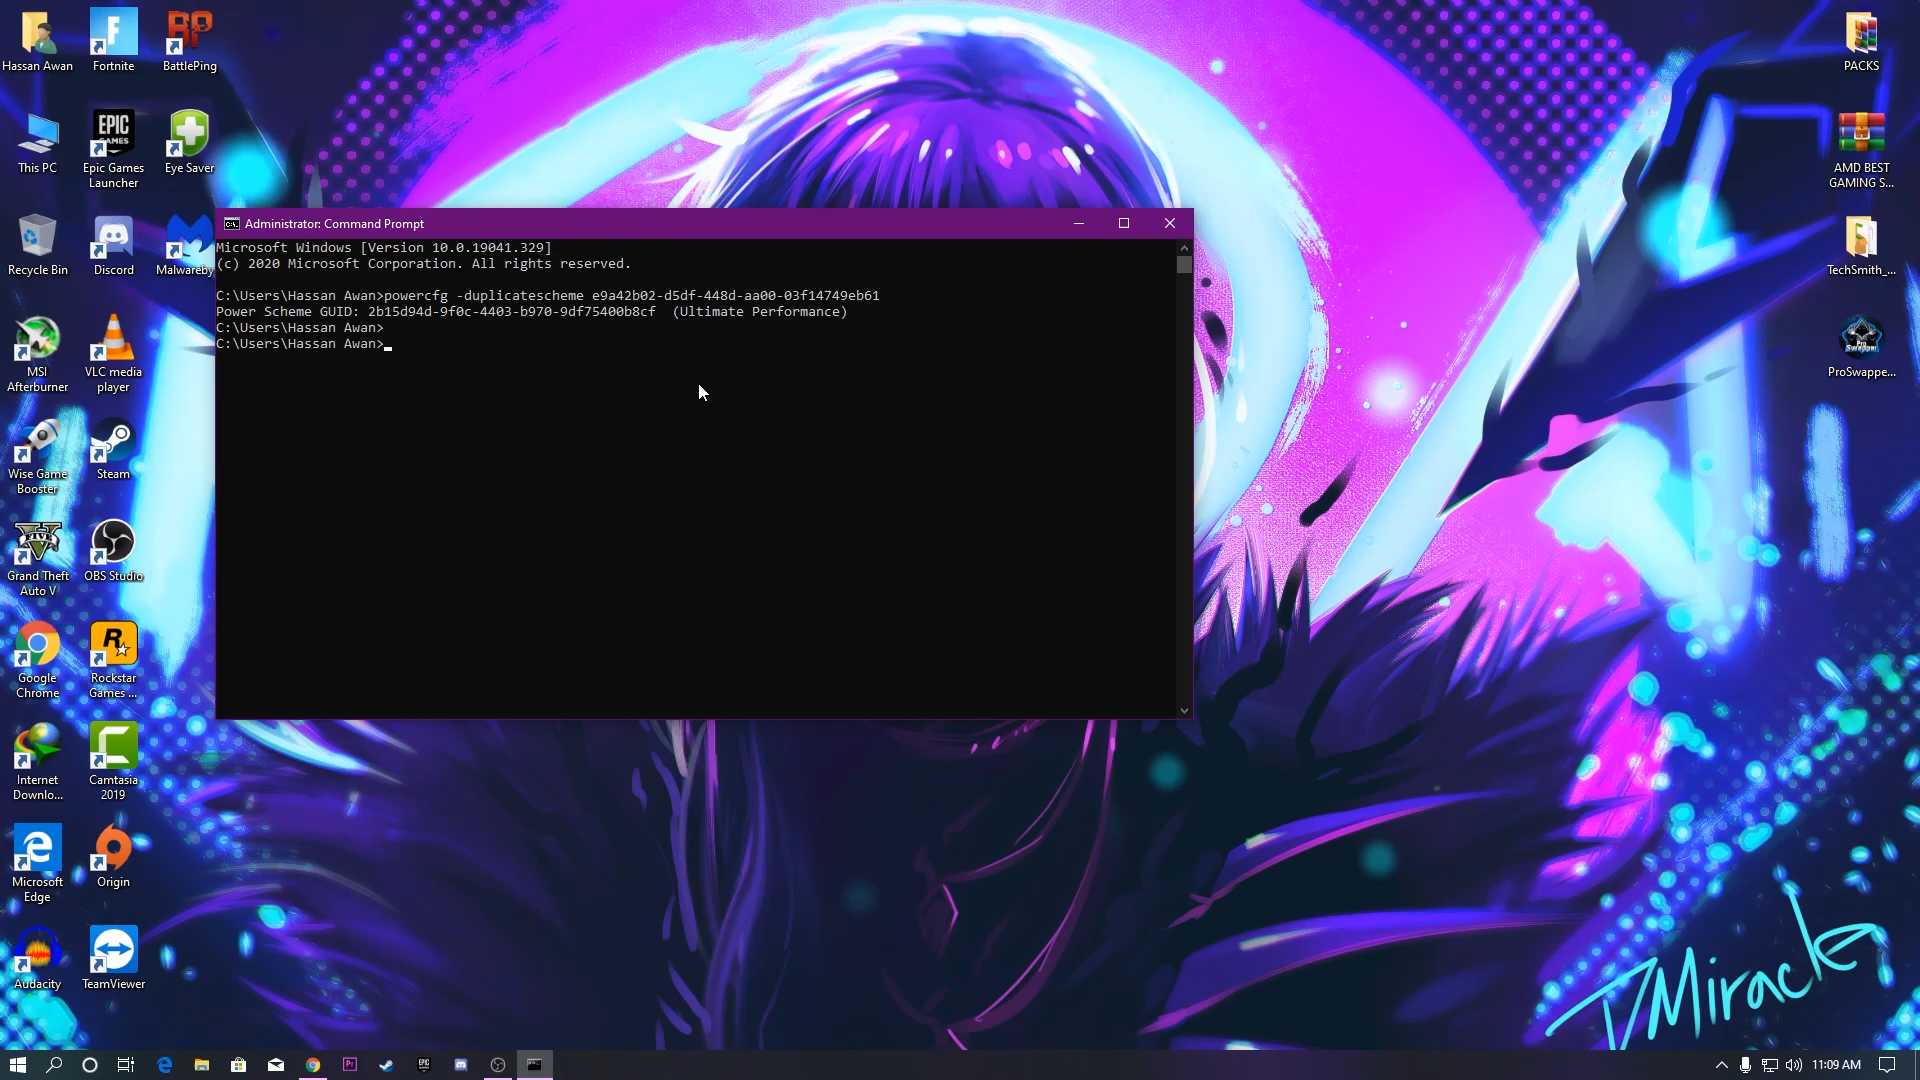 Hassan Awan
Fortnite
BattlePing
PACKS
This PC
EPIC
GAMES
Epic Games
Launcher
Eye Saver
AMD BEST
GAMING S...
Recycle Bin
Discord
Malwareby
TechSmith_...
Administrator: Command Prompt
Microsoft Windows [Version 10.0.19041.329]
(c) 2020 Microsoft Corporation. All rights reserved.
C:\Users\Hassan Awan>powercfg -duplicatescheme e9a42b02-d5df-448d-aa00-03f14749eb61
Power Scheme GUID: 2b15d94d-9f0c-4403-b970-9df75400b8cf  (Ultimate Performance)
C:\Users\Hassan Awan>
C:\Users\Hassan Awan>
MSI
Afterburner
VLC media
player
ProSwappe...
Wise Game
Booster
Steam
FIVE
Grand Theft
Auto V
OBS Studio
Google
Chrome
Rockstar
Games ...
Internet
Downlo...
Camtasia
2019
Microsoft
Edge
Origin
Audacity
TeamViewer
DMiracle
11:09 AM